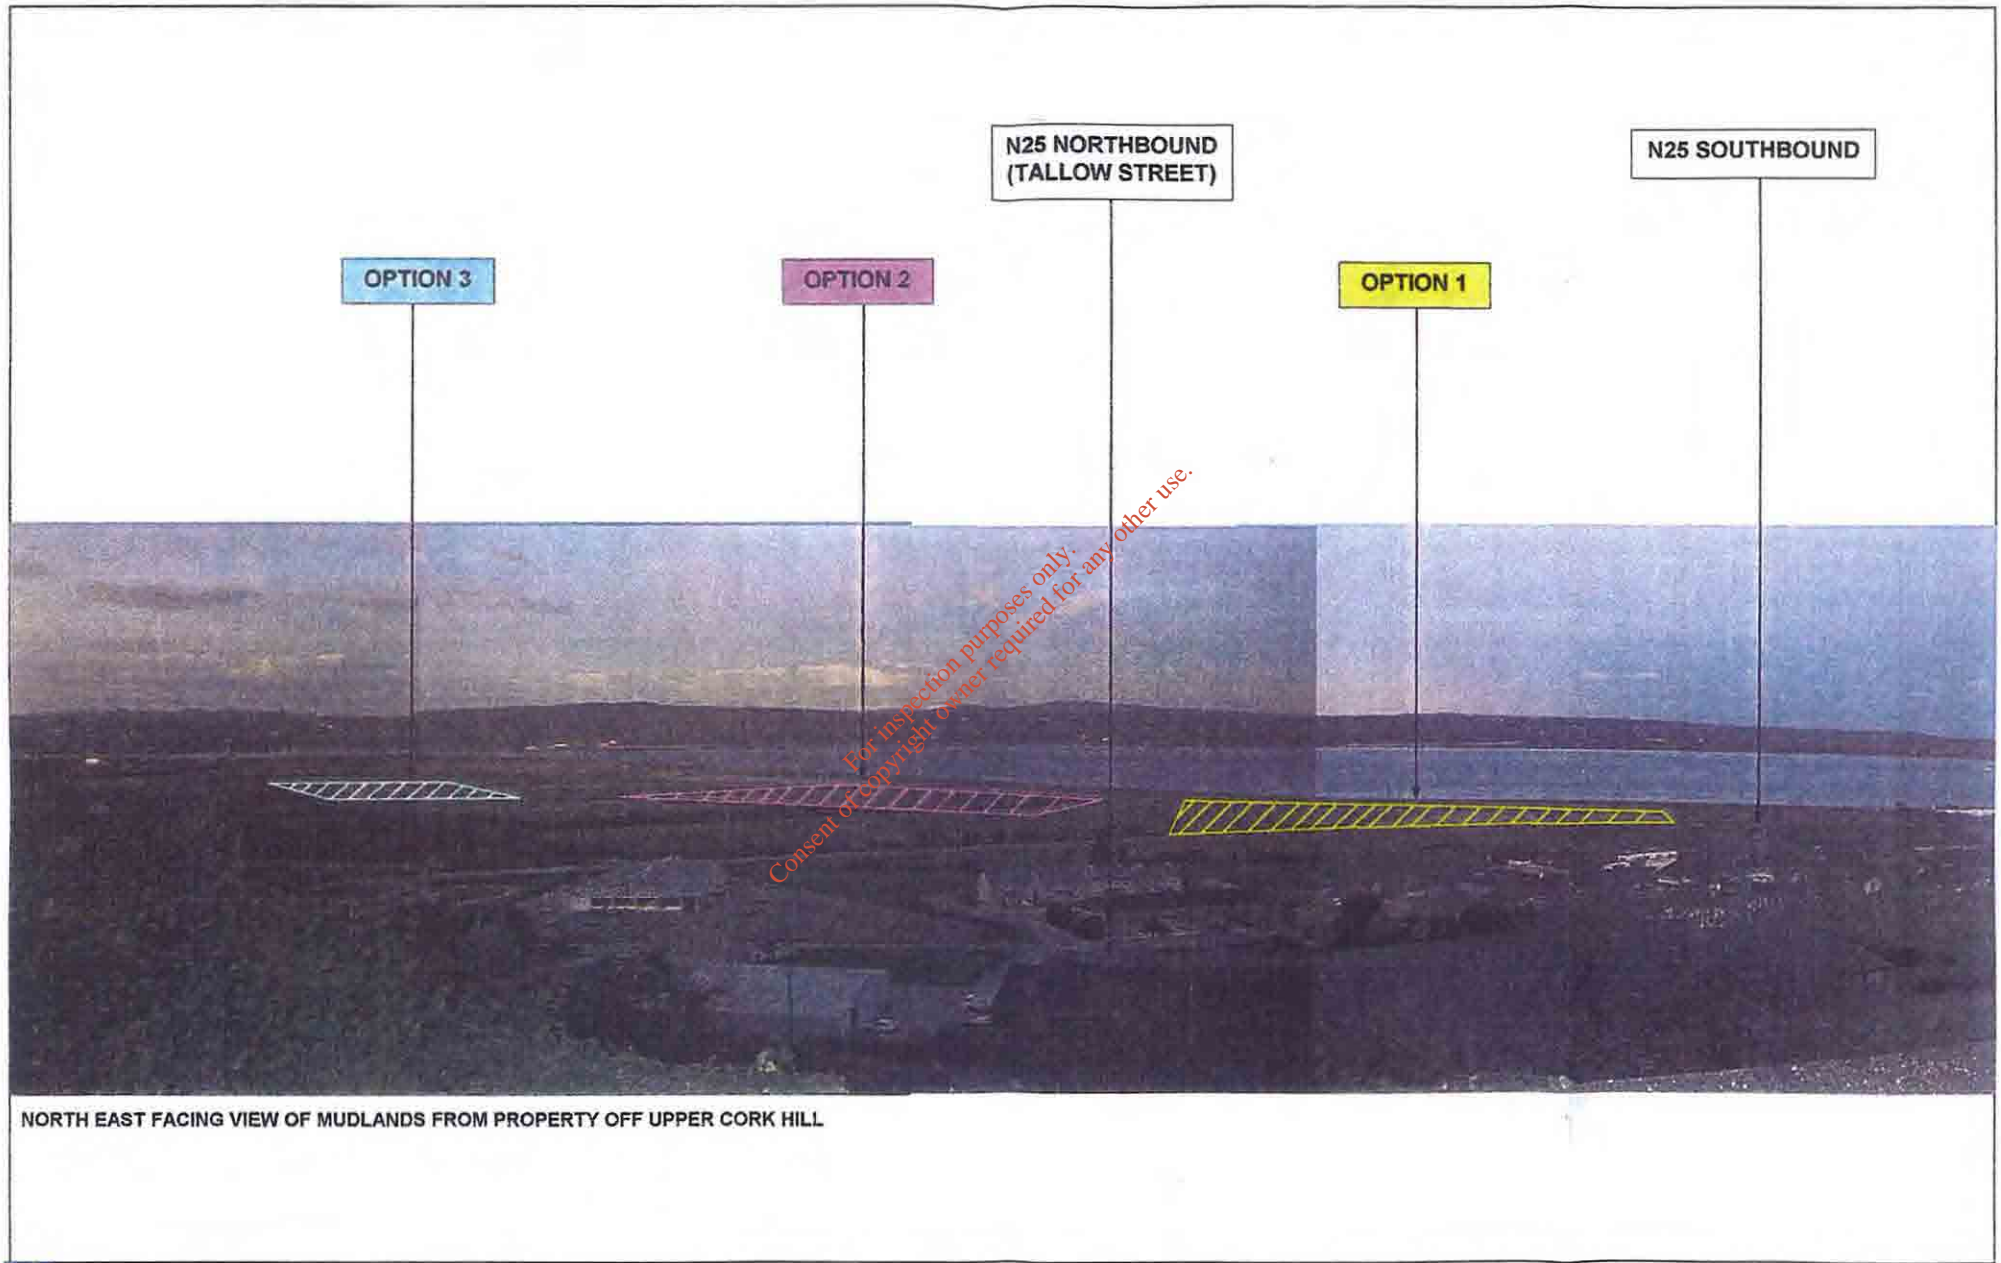 N25 NORTHBOUND
(TALLOW STREET)
N25 SOUTHBOUND
OPTION 3
OPTION 2
OPTION 1
For inspection purposes only.
Consent of copyright owner required for any other use.
NORTH EAST FACING VIEW OF MUDLANDS FROM PROPERTY OFF UPPER CORK HILL